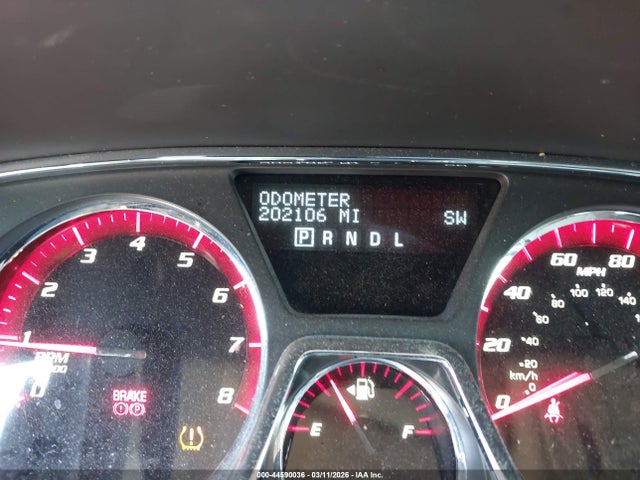 ODOMETER
202106 MI SW
P R N D L
1 2 3 4 5 6 7 8
0
RPM
BRAKE
P
E F
0 20 40 60 80
MPH
0 20 40 60 80 100 120 140
km/h
000-44590036 - 03/11/2026 - IAA Inc.